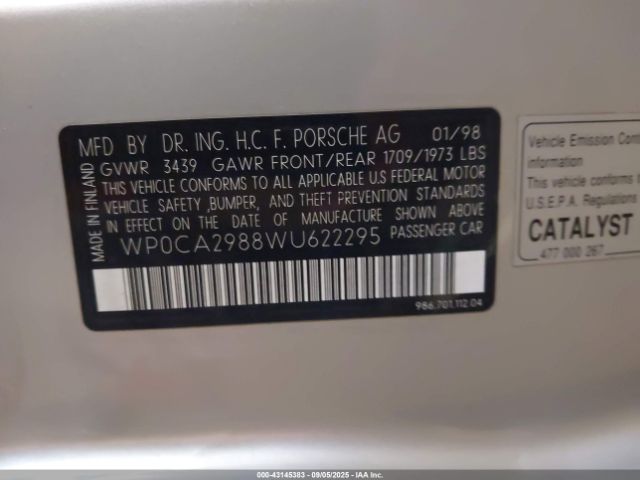 MFD BY DR. ING. H.C. F. PORSCHE AG 01/98
GVWR 3439 GAWR FRONT/REAR 1709/1973 LBS
THIS VEHICLE CONFORMS TO ALL APPLICABLE US FEDERAL MOTOR
VEHICLE SAFETY ,BUMPER, AND THEFT PREVENTION STANDARDS
IN EFFECT ON THE DATE OF MANUFACTURE SHOWN ABOVE
WP0CA2988WU622295 PASSENGER CAR
MADE IN FINLAND
986.701.112.04
Vehicle Emission
information
This vehicle conforms to
U.S.E.P.A. Regulations
CATALYST
477 000 267
000-43145383 - 09/05/2025 - IAA Inc.